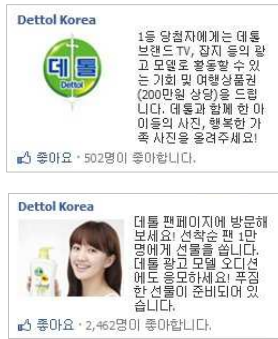 Dettol Korea
데톨
Dettol
1등 당첨자에게는 데톨
브랜드 TV, 잡지 등의 광
고 모델로 활동할 수 있
는 기회 및 여행상품권
(200만원 상당)을 드립
니다. 데톨과 함께 한 아
이들의 사진, 행복한 가
족 사진을 올려주세요!
좋아요 · 502명이 좋아합니다.
Dettol Korea
데톨 팬페이지에 방문해
보세요! 선착순 팬 1만
명에게 선물을 쏩니다.
데톨 광고 모델 오디션
에도 응모하세요! 푸짐
한 선물이 준비되어 있
습니다.
좋아요 · 2,462명이 좋아합니다.